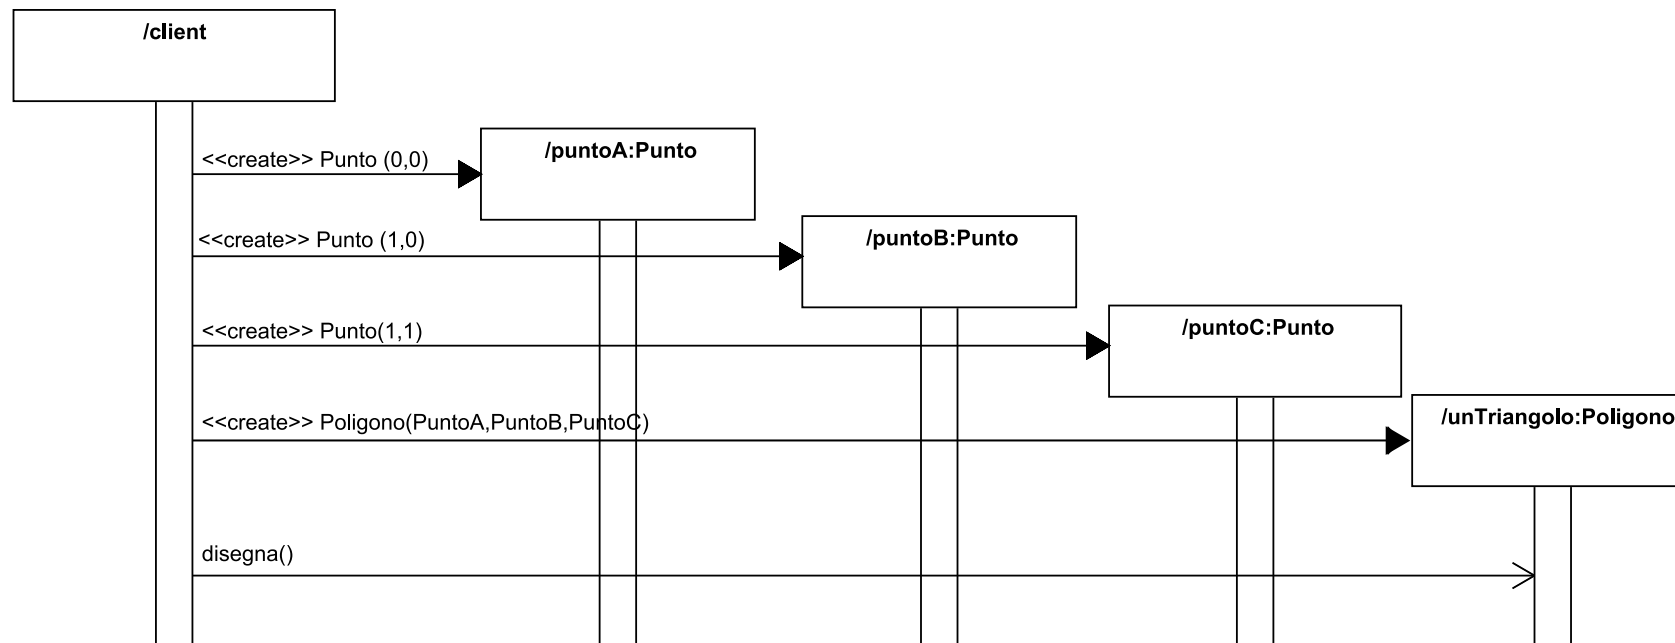 /client
<<create>> Punto (0,0)
/puntoA:Punto
<<create>> Punto (1,0)
/puntoB:Punto
<<create>> Punto(1,1)
/puntoC:Punto
<<create>> Poligono(PuntoA,PuntoB,PuntoC)
/unTriangolo:Poligono
disegna()